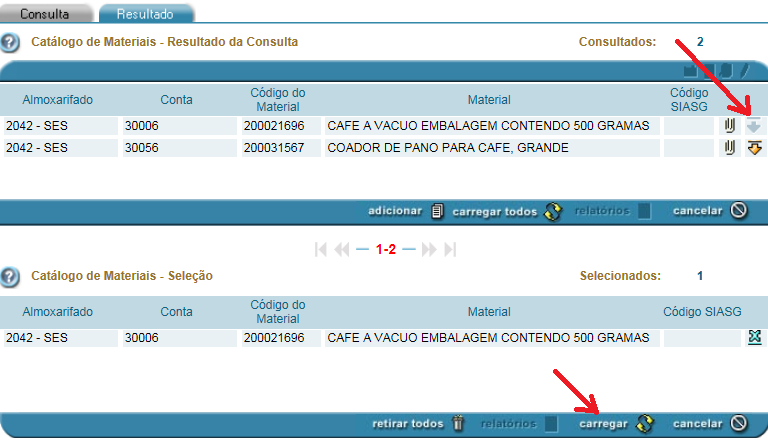 Consulta Resultado
Catálogo de Materiais - Resultado da Consulta Consultados: 2
Almoxarifado Conta Código do Material Material Código SIASG
2042 - SES 30006 200021696 CAFE A VACUO EMBALAGEM CONTENDO 500 GRAMAS
2042 - SES 30056 200031567 COADOR DE PANO PARA CAFE, GRANDE
adicionar carregar todos relatórios cancelar
1-2
Catálogo de Materiais - Seleção Selecionados: 1
Almoxarifado Conta Código do Material Material Código SIASG
2042 - SES 30006 200021696 CAFE A VACUO EMBALAGEM CONTENDO 500 GRAMAS
retirar todos relatórios carregar cancelar